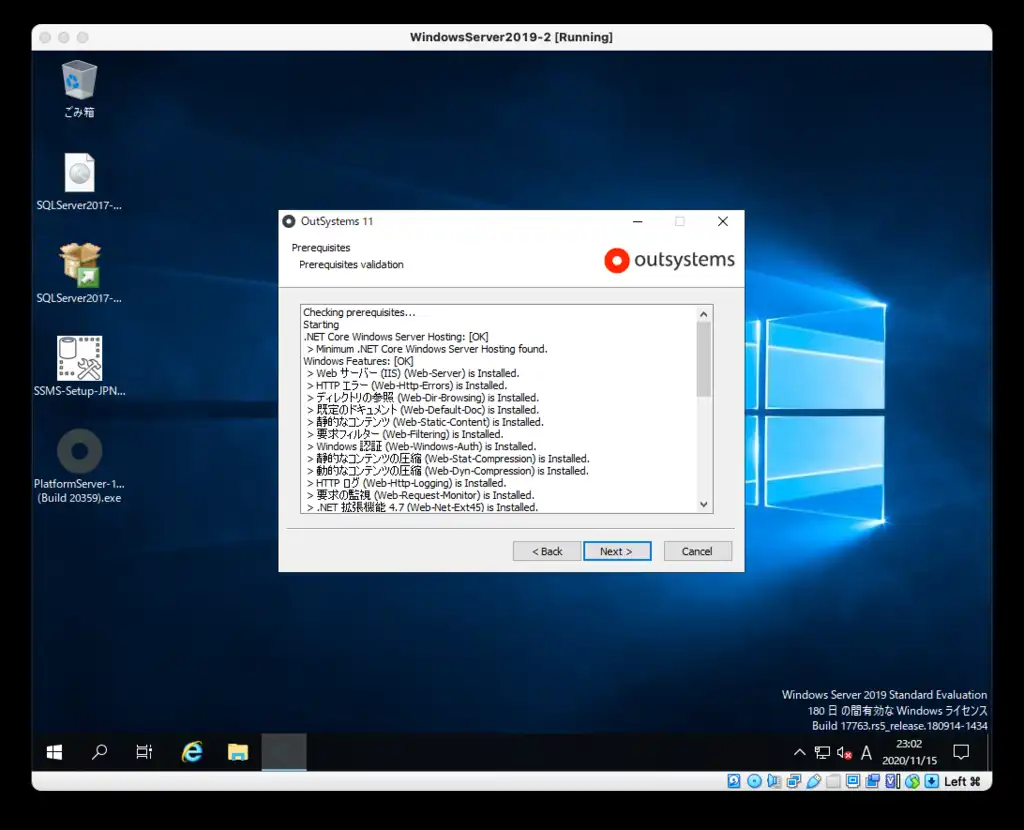 WindowsServer2019-2 [Running]
ごみ箱
SQLServer2017-...
SQLServer2017-...
SSMS-Setup-JPN...
PlatformServer-1...
(Build 20359).exe
OutSystems 11
Prerequisites
Prerequisites validation
outsystems
Checking prerequisites...
Starting
.NET Core Windows Server Hosting: [OK]
> Minimum .NET Core Windows Server Hosting found.
Windows Features: [OK]
> Web サーバー (IIS) (Web-Server) is Installed.
> HTTP エラー (Web-Http-Errors) is Installed.
> ディレクトリの参照 (Web-Dir-Browsing) is Installed.
> 既定のドキュメント (Web-Default-Doc) is Installed.
> 静的なコンテンツ (Web-Static-Content) is Installed.
> 要求フィルター (Web-Filtering) is Installed.
> Windows 認証 (Web-Windows-Auth) is Installed.
> 静的なコンテンツの圧縮 (Web-Stat-Compression) is Installed.
> 動的なコンテンツの圧縮 (Web-Dyn-Compression) is Installed.
> HTTP ログ (Web-Http-Logging) is Installed.
> 要求の監視 (Web-Request-Monitor) is Installed.
> .NET 拡張機能 4.7 (Web-Net-Ext45) is Installed.
< Back
Next >
Cancel
Windows Server 2019 Standard Evaluation
180 日 の間有効な Windows ライセンス
Build 17763.rs5_release.180914-1434
A
23:02
2020/11/15
Left ⌘